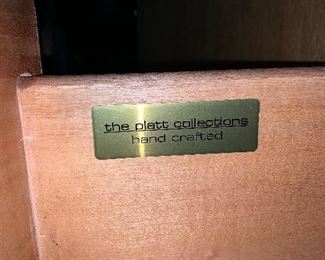 the platt collections
hand crafted